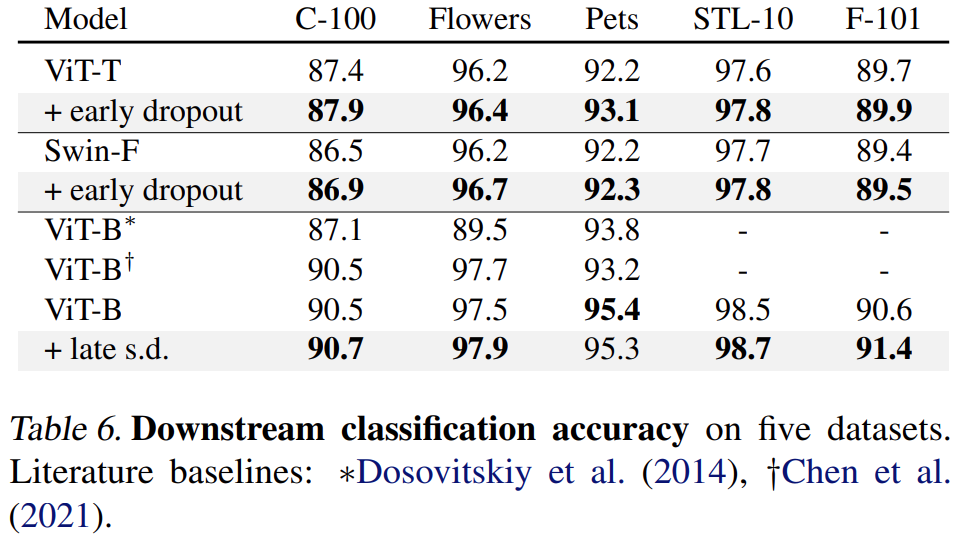 Model C-100 Flowers Pets STL-10 F-101
ViT-T 87.4 96.2 92.2 97.6 89.7
+ early dropout 87.9 96.4 93.1 97.8 89.9
Swin-F 86.5 96.2 92.2 97.7 89.4
+ early dropout 86.9 96.7 92.3 97.8 89.5
ViT-B* 87.1 89.5 93.8 - -
ViT-B† 90.5 97.7 93.2 - -
ViT-B 90.5 97.5 95.4 98.5 90.6
+ late s.d. 90.7 97.9 95.3 98.7 91.4
Table 6. Downstream classification accuracy on five datasets.
Literature baselines: ∗Dosovitskiy et al. (2014), †Chen et al.
(2021).